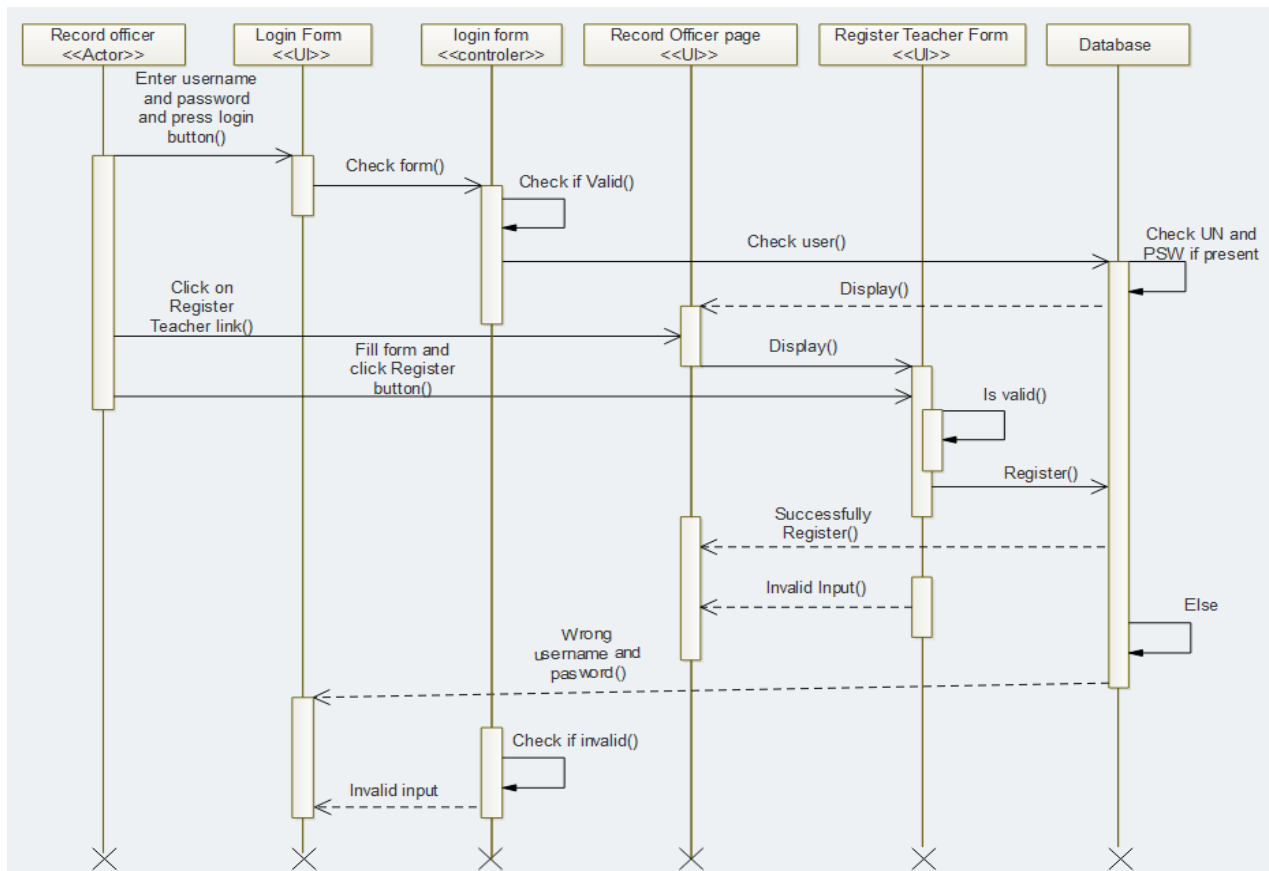 Record officer
<<Actor>>
Login Form
<<UI>>
login form
<<controler>>
Record Officer page
<<UI>>
Register Teacher Form
<<UI>>
Database
Enter username
and password
and press login
button()
Check form()
Check if Valid()
Check user()
Check UN and
PSW if present
Display()
Click on
Register
Teacher link()
Display()
Fill form and
click Register
button()
Is valid()
Register()
Successfully
Register()
Invalid Input()
Else
Wrong
username and
pasword()
Check if invalid()
Invalid input